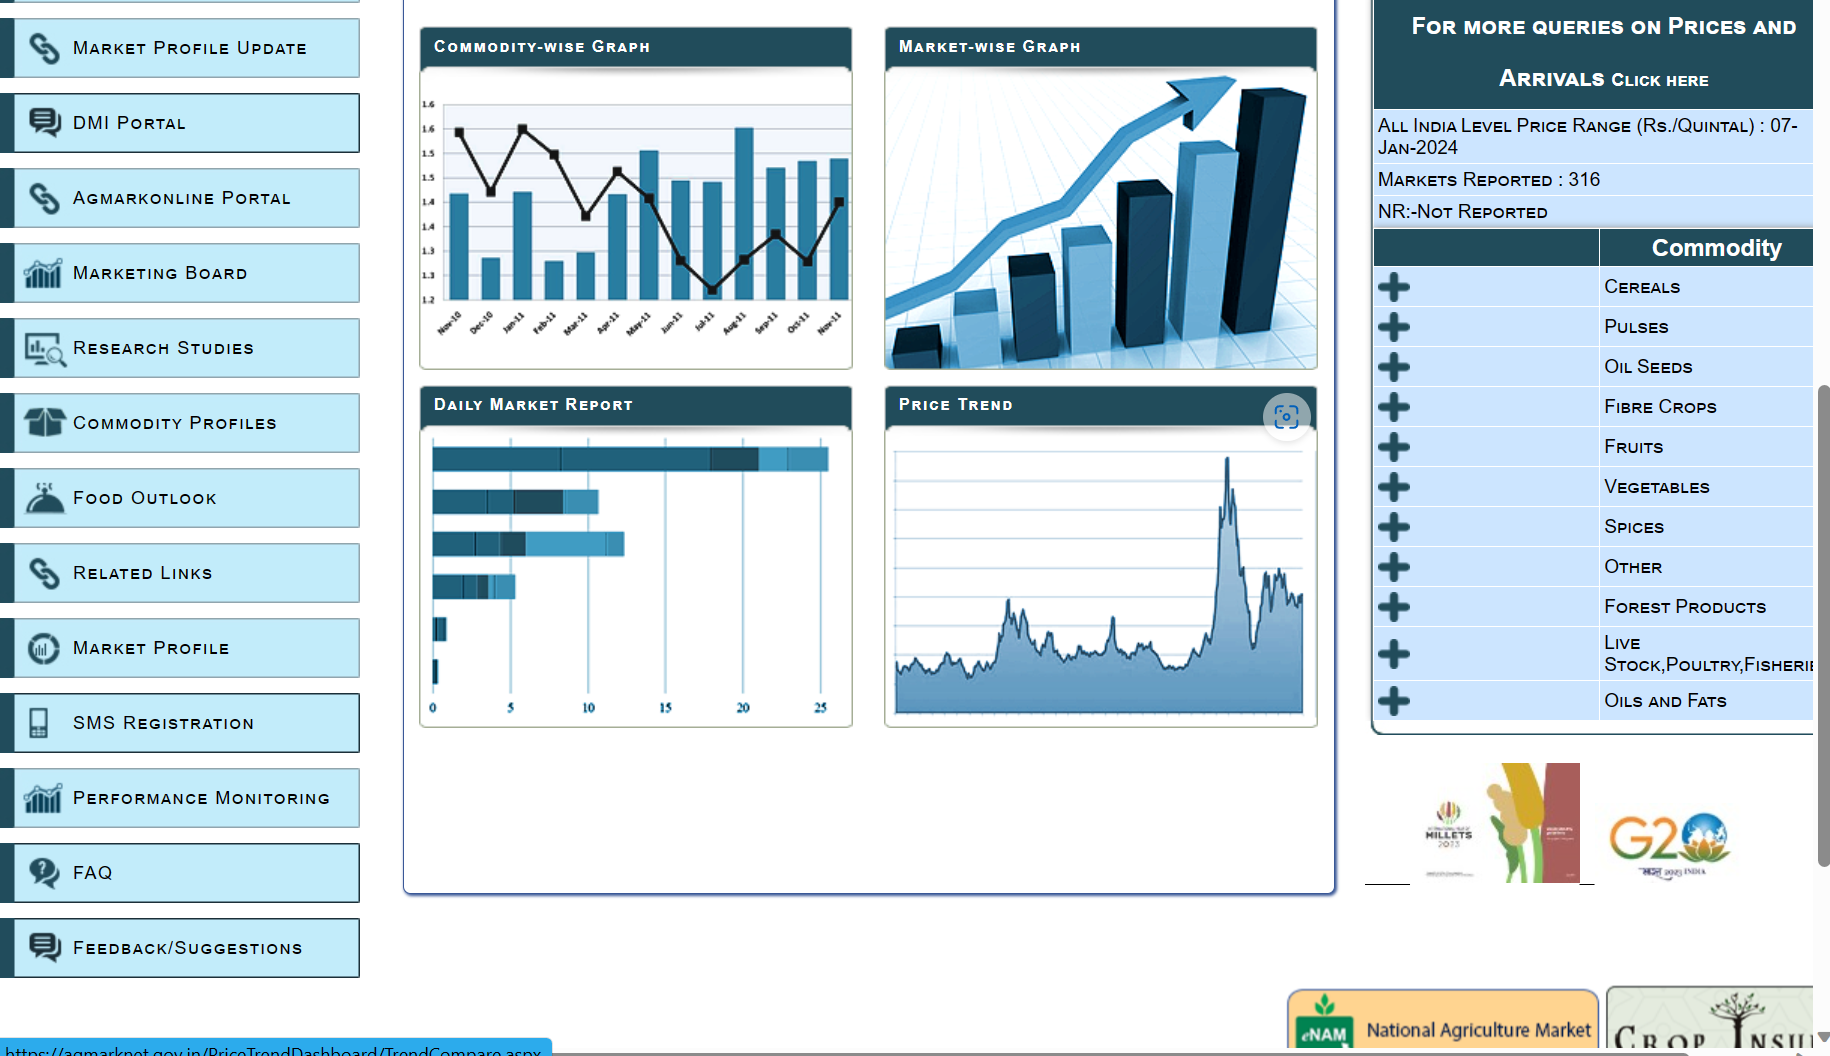 Market Profile Update
DMI Portal
Agmarkonline Portal
Marketing Board
Research Studies
Commodity Profiles
Food Outlook
Related Links
Market Profile
SMS Registration
Performance Monitoring
FAQ
Feedback/Suggestions
Commodity-wise Graph
1.6
1.6
1.5
1.5
1.4
1.4
1.3
1.3
1.2
Nov-10 Dec-10 Jan-11 Feb-11 Mar-11 Apr-11 May-11 Jun-11 Jul-11 Aug-11 Sep-11 Oct-11 Nov-11
Market-wise Graph
Daily Market Report
0 5 10 15 20 25
Price Trend
For more queries on Prices and
Arrivals Click here
All India Level Price Range (Rs./Quintal) : 07-
Jan-2024
Markets Reported : 316
NR:-Not Reported
Commodity
Cereals
Pulses
Oil Seeds
Fibre Crops
Fruits
Vegetables
Spices
Other
Forest Products
Live
Stock,Poultry,Fisherie
Oils and Fats
MILLETS
2023
G20
2023 INDIA
eNAM
National Agriculture Market
Crop Insu
https://agmarknet.gov.in/PriceTrendDashboard/TrendCompare.aspx